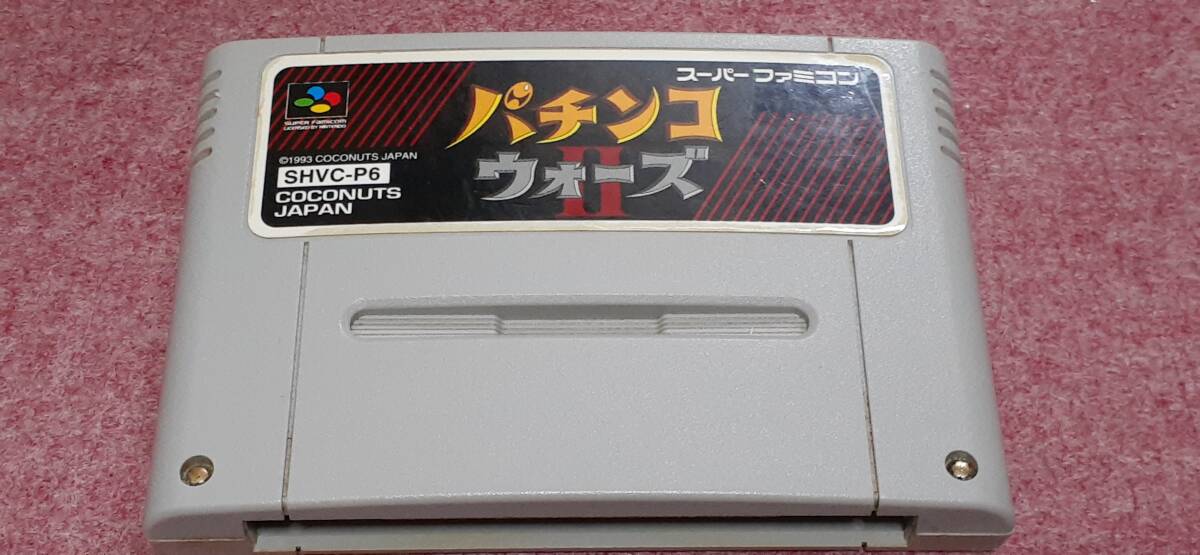 スーパーファミコン
SUPER FAMICOM
LICENSED BY NINTENDO
パチンコ
ウォーズ
II
©1993 COCONUTS JAPAN
SHVC-P6
COCONUTS
JAPAN